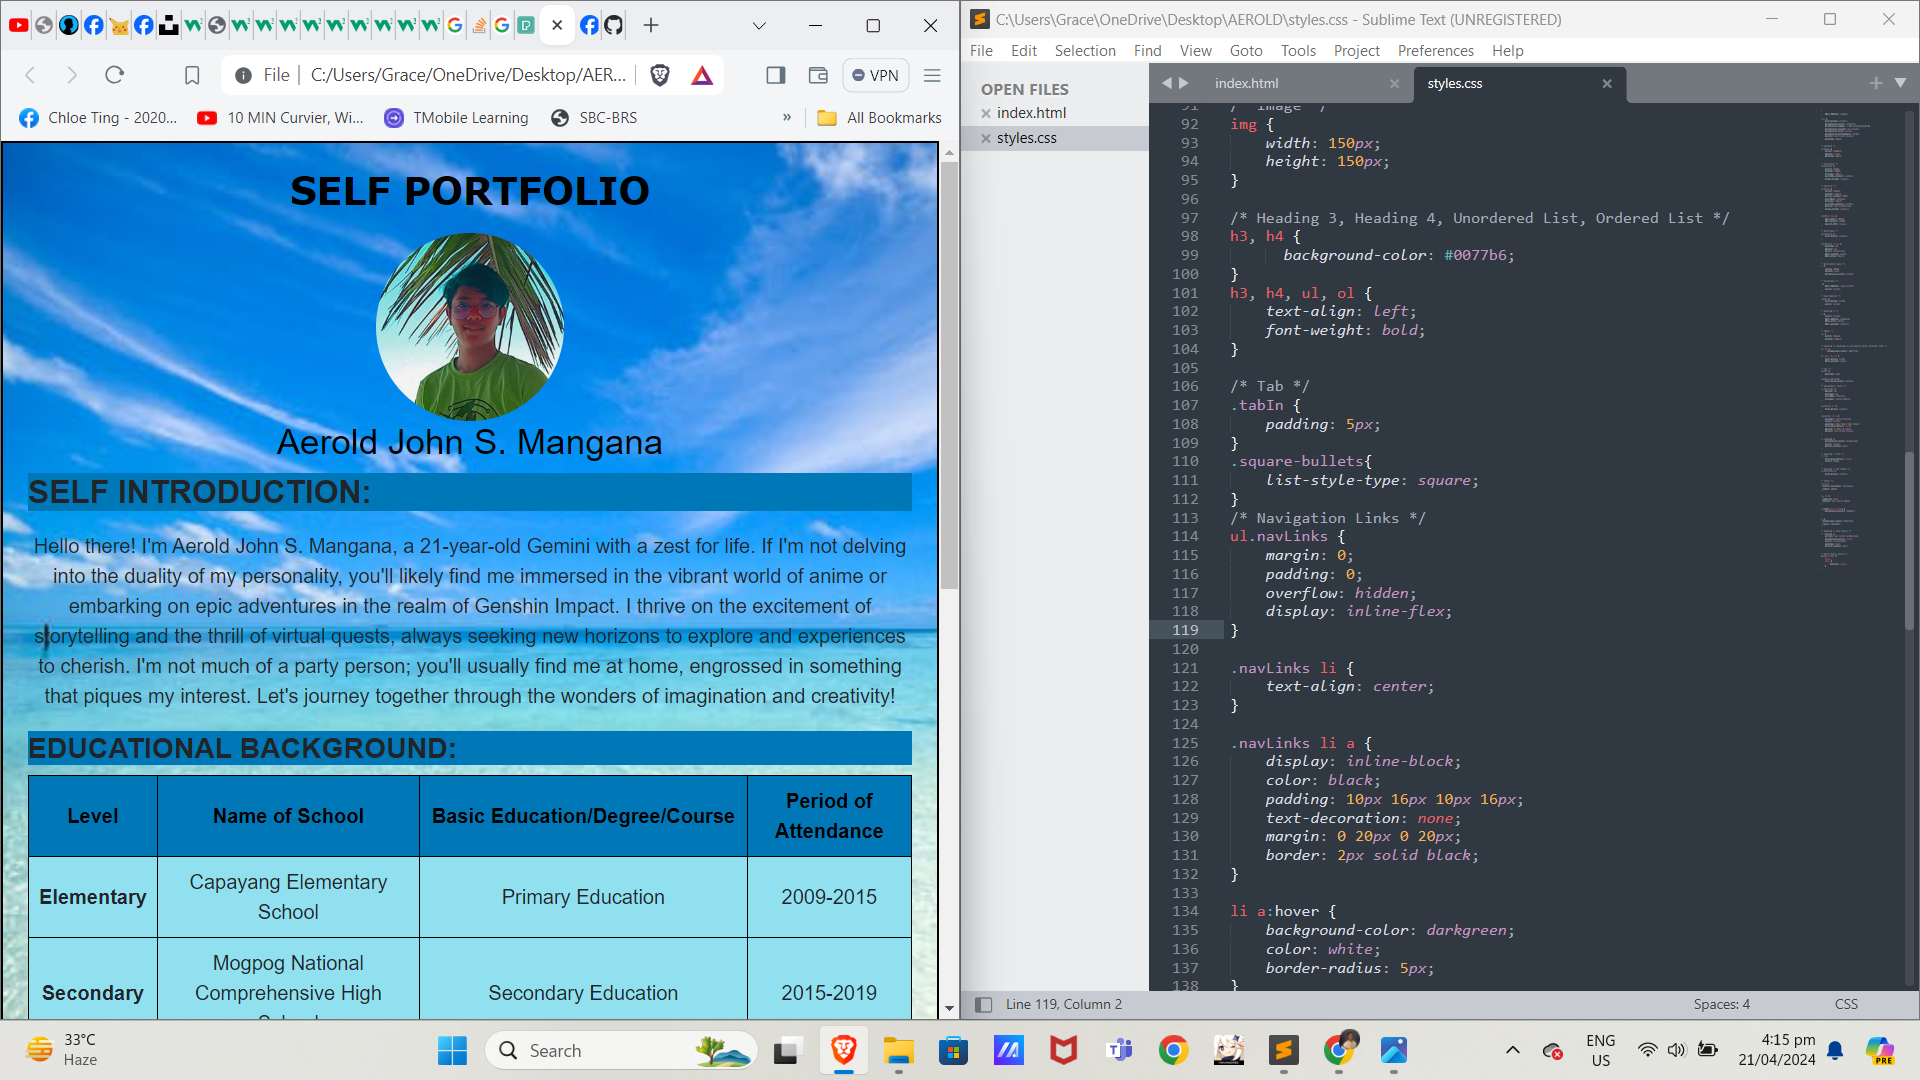 File
C:/Users/Grace/OneDrive/Desktop/AER...
VPN
Chloe Ting - 2020...
10 MIN Curvier, Wi...
TMobile Learning
SBC-BRS
»
All Bookmarks
SELF PORTFOLIO
Aerold John S. Mangana
SELF INTRODUCTION:
Hello there! I'm Aerold John S. Mangana, a 21-year-old Gemini with a zest for life. If I'm not delving
into the duality of my personality, you'll likely find me immersed in the vibrant world of anime or
embarking on epic adventures in the realm of Genshin Impact. I thrive on the excitement of
storytelling and the thrill of virtual quests, always seeking new horizons to explore and experiences
to cherish. I'm not much of a party person; you'll usually find me at home, engrossed in something
that piques my interest. Let's journey together through the wonders of imagination and creativity!
EDUCATIONAL BACKGROUND:
Level
Name of School
Basic Education/Degree/Course
Period of
Attendance
Elementary
Capayang Elementary
School
Primary Education
2009-2015
Secondary
Mogpog National
Comprehensive High
Secondary Education
2015-2019
C:\Users\Grace\OneDrive\Desktop\AEROLD\styles.css - Sublime Text (UNREGISTERED)
File Edit Selection Find View Goto Tools Project Preferences Help
OPEN FILES
index.html
styles.css
index.html
styles.css
91 /* image */
92 img {
93 width: 150px;
94 height: 150px;
95 }
96
97 /* Heading 3, Heading 4, Unordered List, Ordered List */
98 h3, h4 {
99 background-color: #0077b6;
100 }
101 h3, h4, ul, ol {
102 text-align: left;
103 font-weight: bold;
104 }
105
106 /* Tab */
107 .tabIn {
108 padding: 5px;
109 }
110 .square-bullets{
111 list-style-type: square;
112 }
113 /* Navigation Links */
114 ul.navLinks {
115 margin: 0;
116 padding: 0;
117 overflow: hidden;
118 display: inline-flex;
119 }
120
121 .navLinks li {
122 text-align: center;
123 }
124
125 .navLinks li a {
126 display: inline-block;
127 color: black;
128 padding: 10px 16px 10px 16px;
129 text-decoration: none;
130 margin: 0 20px 0 20px;
131 border: 2px solid black;
132 }
133
134 li a:hover {
135 background-color: darkgreen;
136 color: white;
137 border-radius: 5px;
138 }
Line 119, Column 2
Spaces: 4
CSS
33°C
Haze
Search
ENG
US
4:15 pm
21/04/2024
PRE